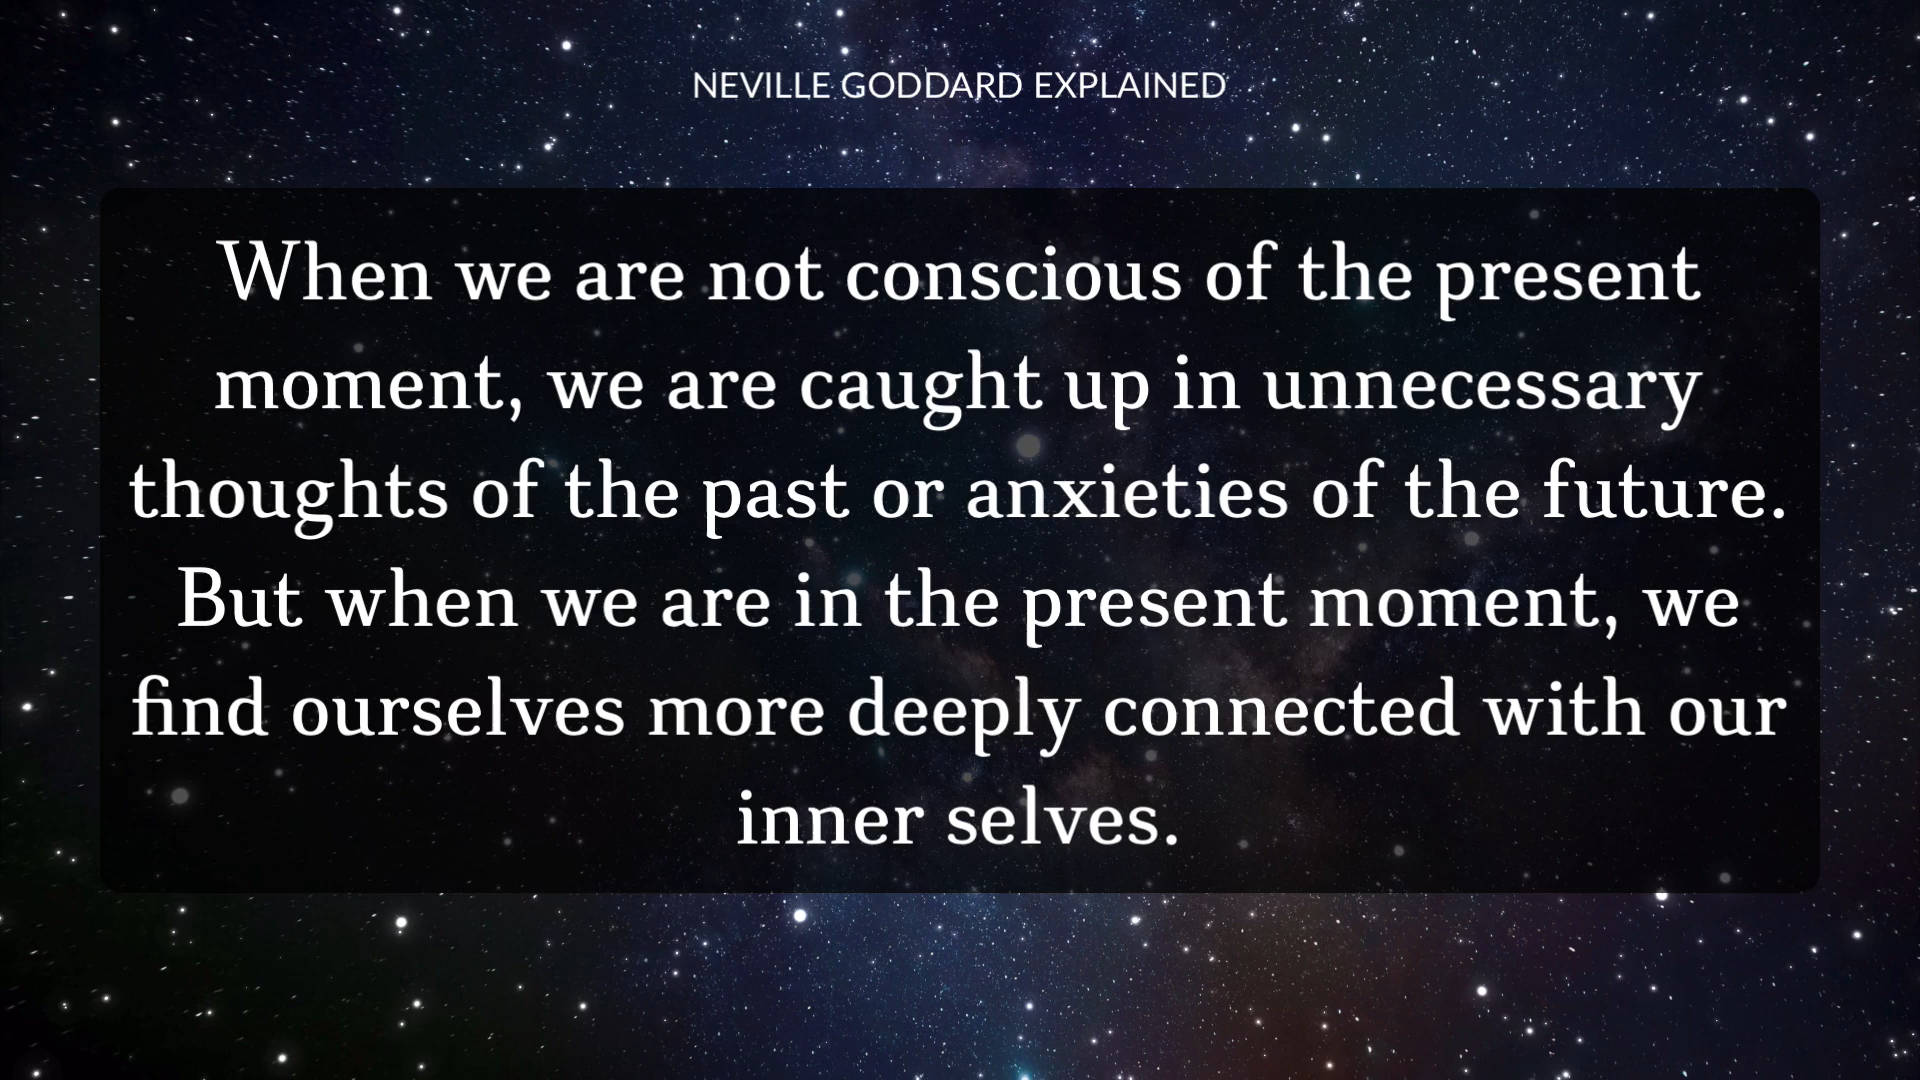 NEVILLE GODDARD EXPLAINED
When we are not conscious of the present
moment, we are caught up in unnecessary
thoughts of the past or anxieties of the future.
But when we are in the present moment, we
find ourselves more deeply connected with our
inner selves.